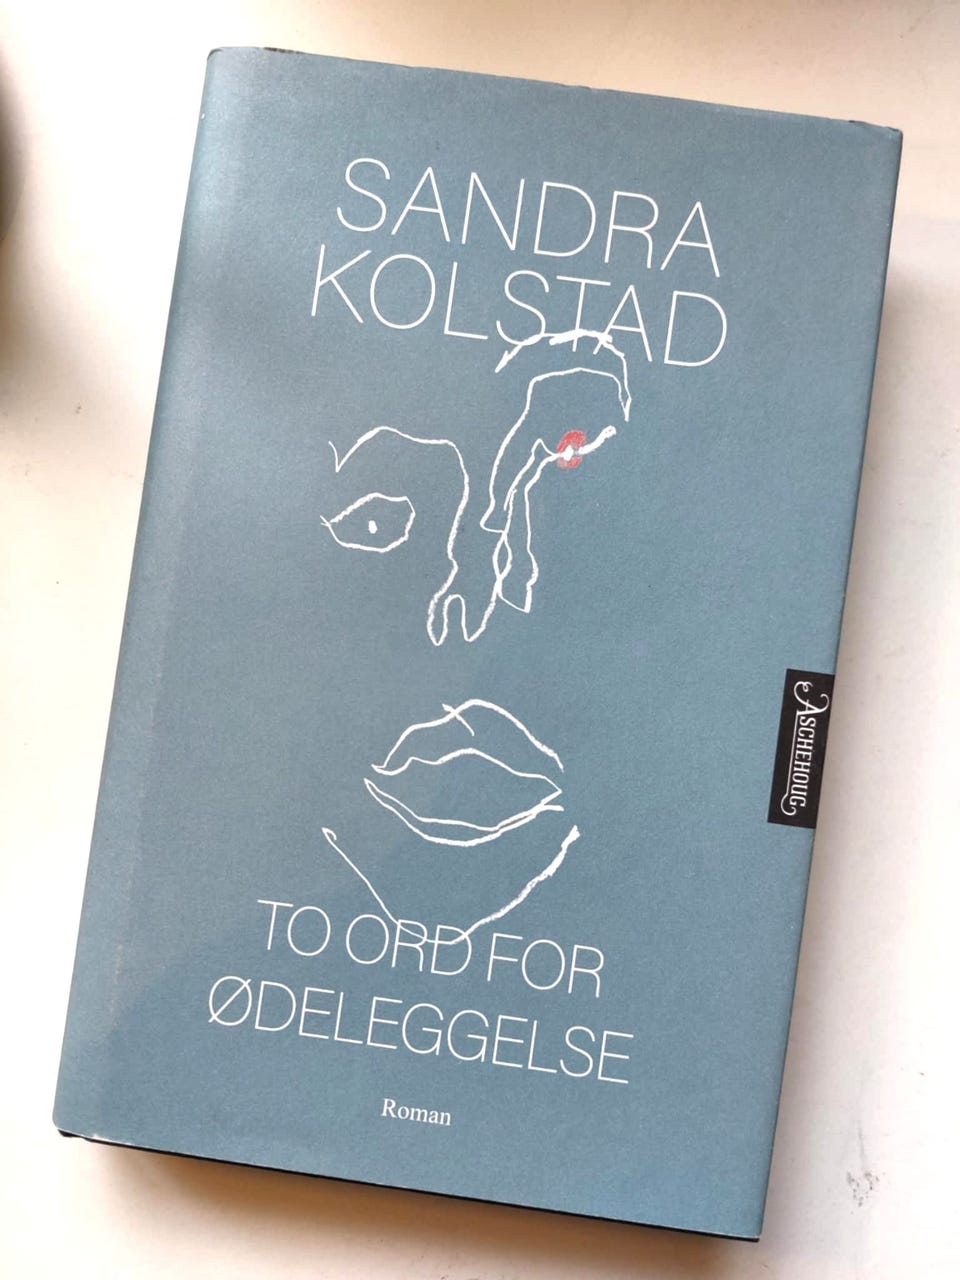 SANDRA
KOLSTAD
ASCHEHOUG
TO ORD FOR
ØDELEGGELSE
Roman